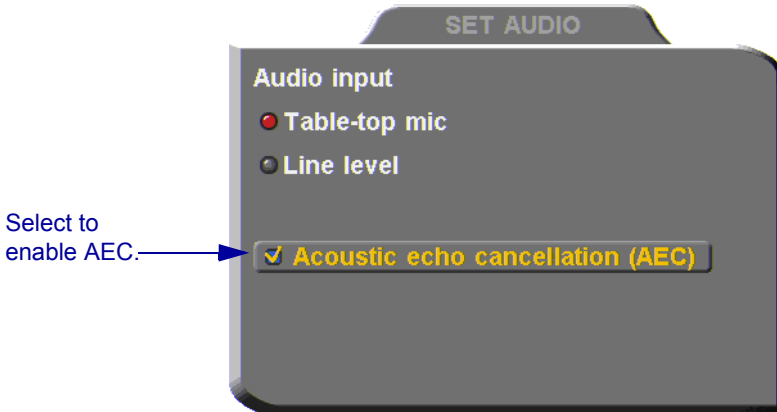 SET AUDIO
Audio input
Table-top mic
Line level
Select to
enable AEC.
Acoustic echo cancellation (AEC)